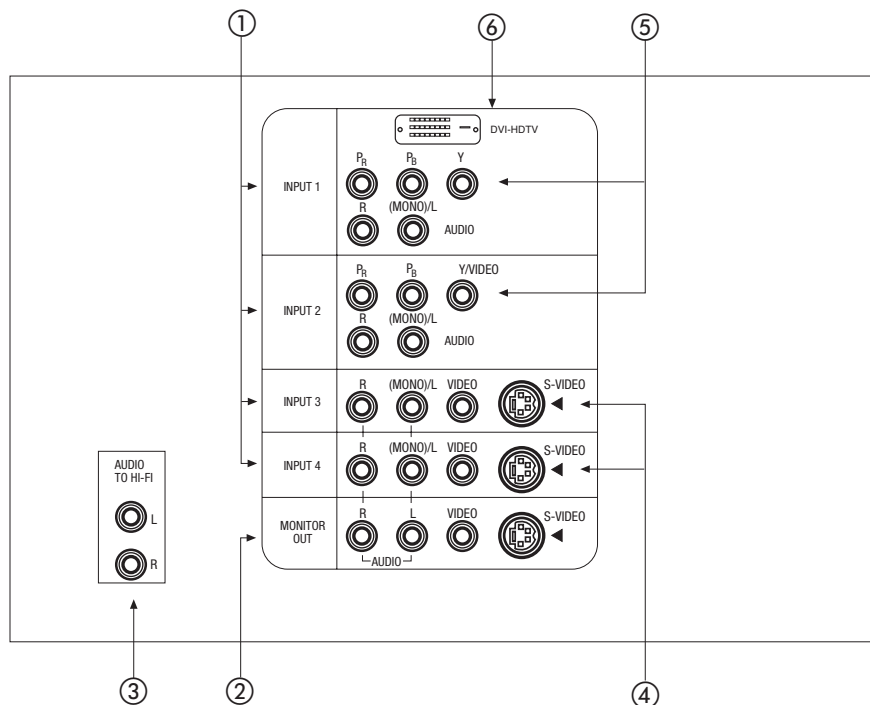 ① ⑥ ⑤
DVI-HDTV
PR PB Y
INPUT 1
R (MONO)/L AUDIO
PR PB Y/VIDEO
INPUT 2
R (MONO)/L AUDIO
INPUT 3
R (MONO)/L VIDEO S-VIDEO
INPUT 4
R (MONO)/L VIDEO S-VIDEO
MONITOR
OUT
R L VIDEO S-VIDEO
AUDIO
AUDIO
TO HI-FI
L
R
③ ② ④